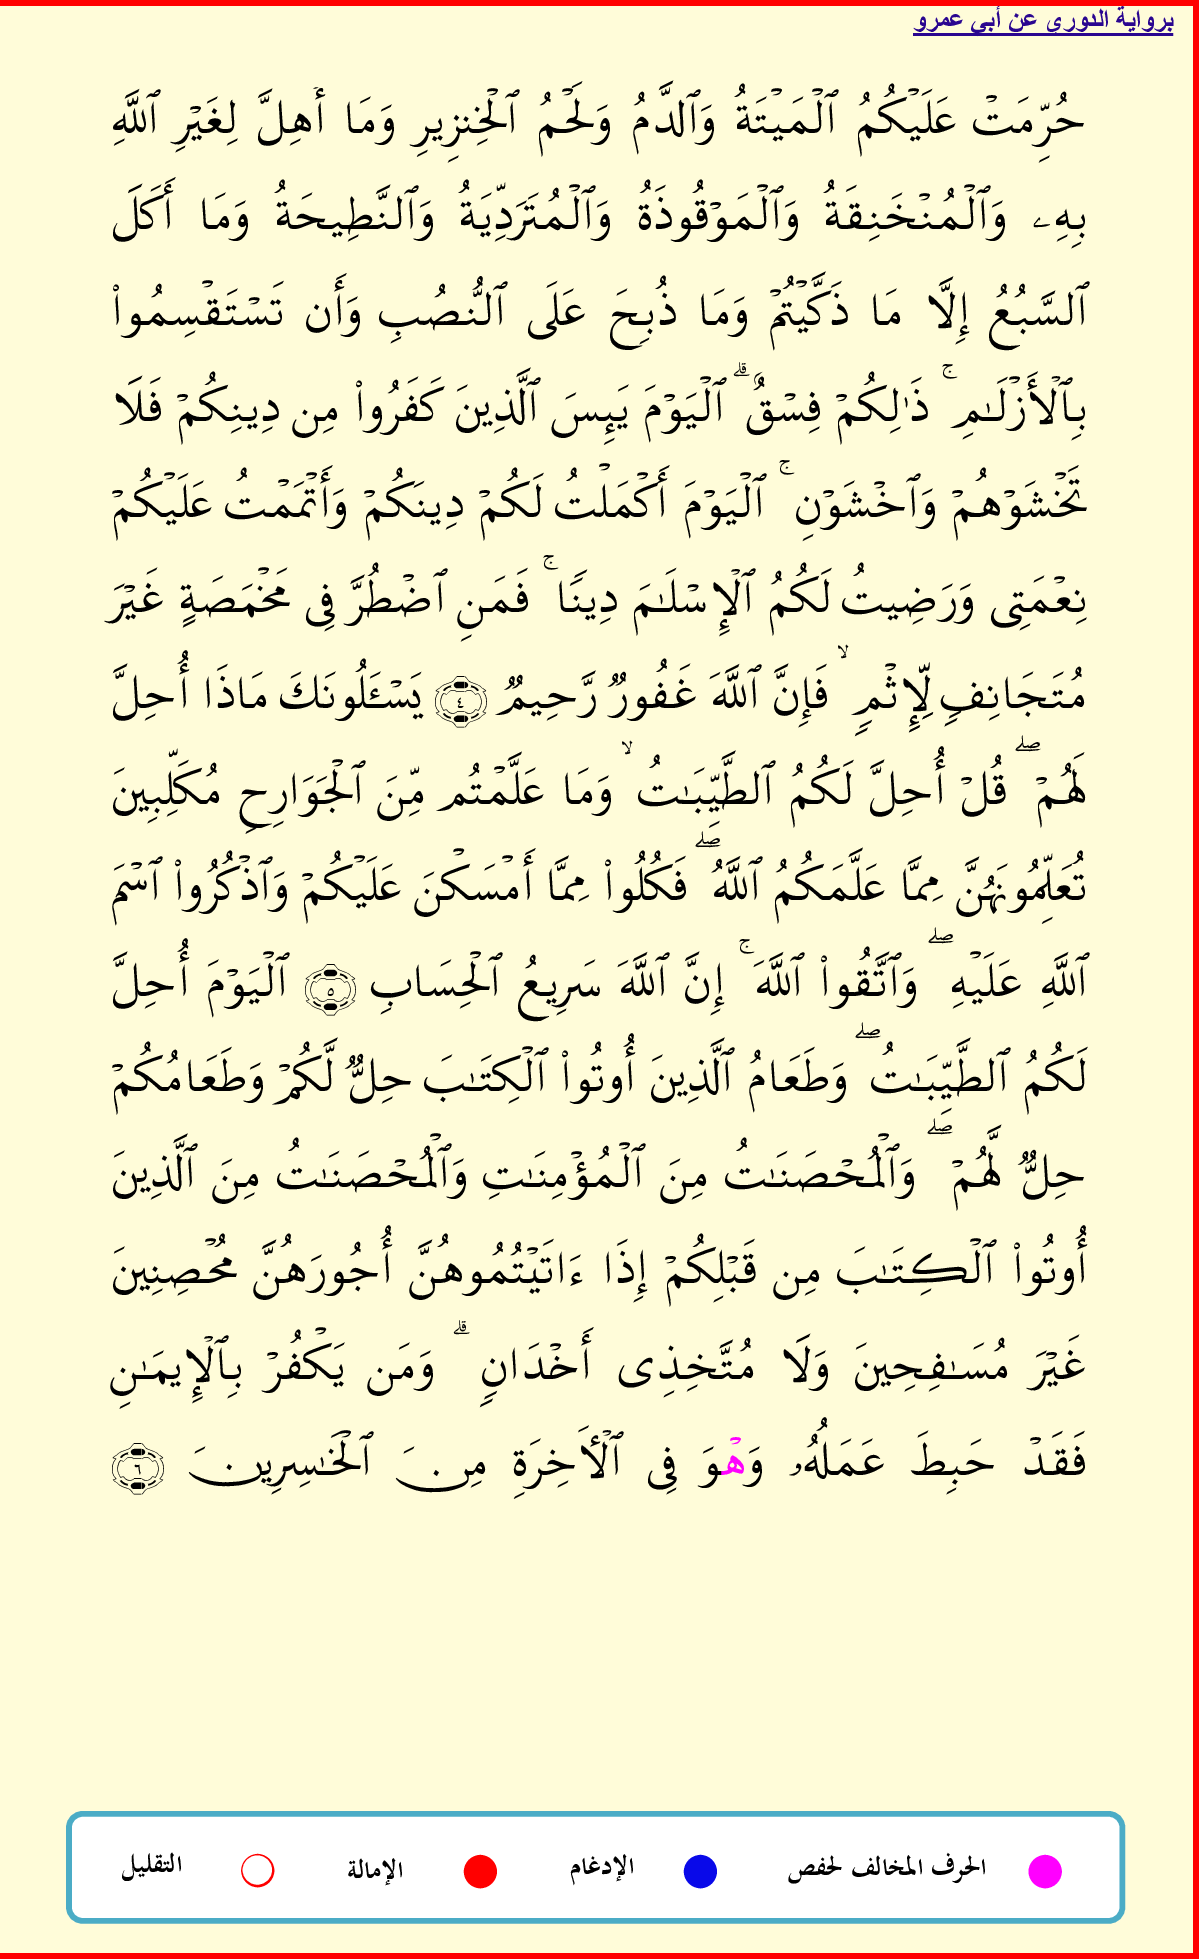 برواية الدوري عن أبي عمرو
حُرِّمَتْ عَلَيْكُمُ ٱلْمَيْتَةُ وَٱلدَّمُ وَلَحْمُ ٱلْخِنزِيرِ وَمَا أُهِلَّ لِغَيْرِ ٱللَّهِ
بِهِۦ وَٱلْمُنْخَنِقَةُ وَٱلْمَوْقُوذَةُ وَٱلْمُتَرَدِّيَةُ وَٱلنَّطِيحَةُ وَمَا أَكَلَ
ٱلسَّبُعُ إِلَّا مَا ذَكَّيْتُمْ وَمَا ذُبِحَ عَلَى ٱلنُّصُبِ وَأَن تَسْتَقْسِمُوا۟
بِٱلْأَزْلَـٰمِ ۚ ذَٰلِكُمْ فِسْقٌ ۗ ٱلْيَوْمَ يَئِسَ ٱلَّذِينَ كَفَرُوا۟ مِن دِينِكُمْ فَلَا
تَخْشَوْهُمْ وَٱخْشَوْنِ ۚ ٱلْيَوْمَ أَكْمَلْتُ لَكُمْ دِينَكُمْ وَأَتْمَمْتُ عَلَيْكُمْ
نِعْمَتِى وَرَضِيتُ لَكُمُ ٱلْإِسْلَـٰمَ دِينًا ۚ فَمَنِ ٱضْطُرَّ فِى مَخْمَصَةٍ غَيْرَ
مُتَجَانِفٍ لِّإِثْمٍ ۙ فَإِنَّ ٱللَّهَ غَفُورٌ رَّحِيمٌ ٤ يَسْـَٔلُونَكَ مَاذَا أُحِلَّ
لَهُمْ ۖ قُلْ أُحِلَّ لَكُمُ ٱلطَّيِّبَـٰتُ ۙ وَمَا عَلَّمْتُم مِّنَ ٱلْجَوَارِحِ مُكَلِّبِينَ
تُعَلِّمُونَهُنَّ مِمَّا عَلَّمَكُمُ ٱللَّهُ ۖ فَكُلُوا۟ مِمَّا أَمْسَكْنَ عَلَيْكُمْ وَٱذْكُرُوا۟ ٱسْمَ
ٱللَّهِ عَلَيْهِ ۖ وَٱتَّقُوا۟ ٱللَّهَ ۚ إِنَّ ٱللَّهَ سَرِيعُ ٱلْحِسَابِ ٥ ٱلْيَوْمَ أُحِلَّ
لَكُمُ ٱلطَّيِّبَـٰتُ ۖ وَطَعَامُ ٱلَّذِينَ أُوتُوا۟ ٱلْكِتَـٰبَ حِلٌّ لَّكُمْ وَطَعَامُكُمْ
حِلٌّ لَّهُمْ ۖ وَٱلْمُحْصَنَـٰتُ مِنَ ٱلْمُؤْمِنَـٰتِ وَٱلْمُحْصَنَـٰتُ مِنَ ٱلَّذِينَ
أُوتُوا۟ ٱلْكِتَـٰبَ مِن قَبْلِكُمْ إِذَا ءَاتَيْتُمُوهُنَّ أُجُورَهُنَّ مُحْصِنِينَ
غَيْرَ مُسَـٰفِحِينَ وَلَا مُتَّخِذِى أَخْدَانٍ ۗ وَمَن يَكْفُرْ بِٱلْإِيمَـٰنِ
فَقَدْ حَبِطَ عَمَلُهُۥ وَهْوَ فِى ٱلْأَخِرَةِ مِنَ ٱلْخَـٰسِرِينَ ٦
الحرف المخالف لحفص الإدغام الإمالة التقليل